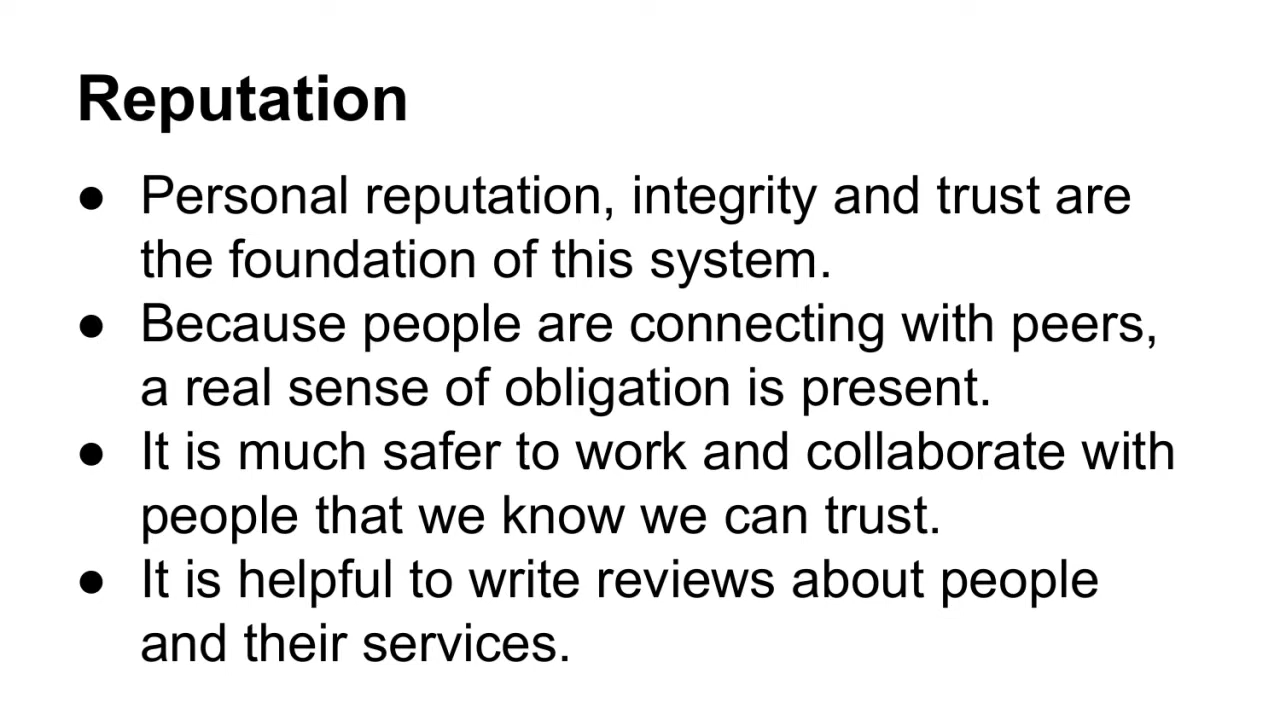 Reputation
● Personal reputation, integrity and trust are
the foundation of this system.
● Because people are connecting with peers,
a real sense of obligation is present.
● It is much safer to work and collaborate with
people that we know we can trust.
● It is helpful to write reviews about people
and their services.